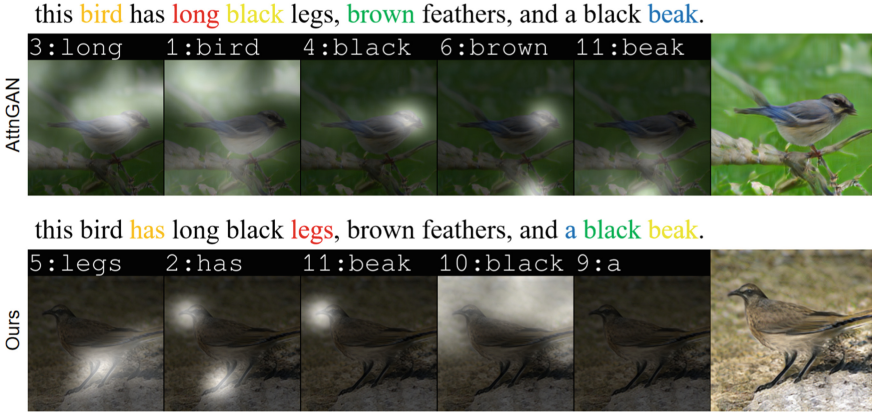 this bird has long black legs, brown feathers, and a black beak.
3:long 1:bird 4:black 6:brown 11:beak
AttnGAN
this bird has long black legs, brown feathers, and a black beak.
5:legs 2:has 11:beak 10:black 9:a
Ours